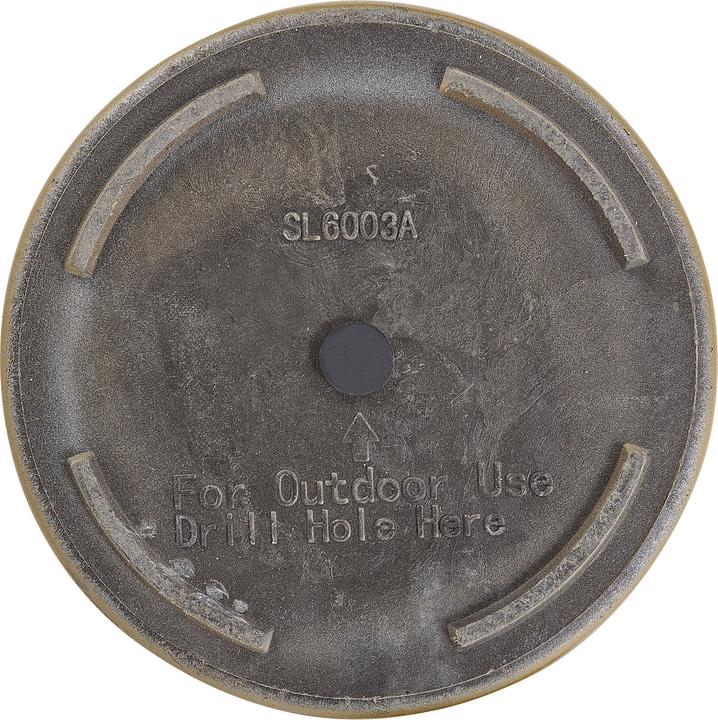 SL6003A
For Outdoor Use
Drill Hole Here